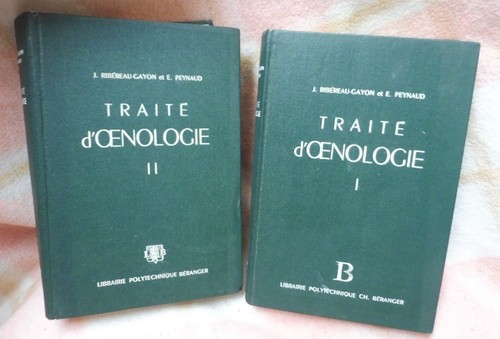 J. RIBÉREAU-GAYON et E. PEYNAUD
TRAITÉ
d'ŒNOLOGIE
II
LIBRAIRIE POLYTECHNIQUE BÉRANGER
J. RIBÉREAU-GAYON et E. PEYNAUD
TRAITÉ
d'ŒNOLOGIE
I
B
LIBRAIRIE POLYTECHNIQUE CH. BÉRANGER